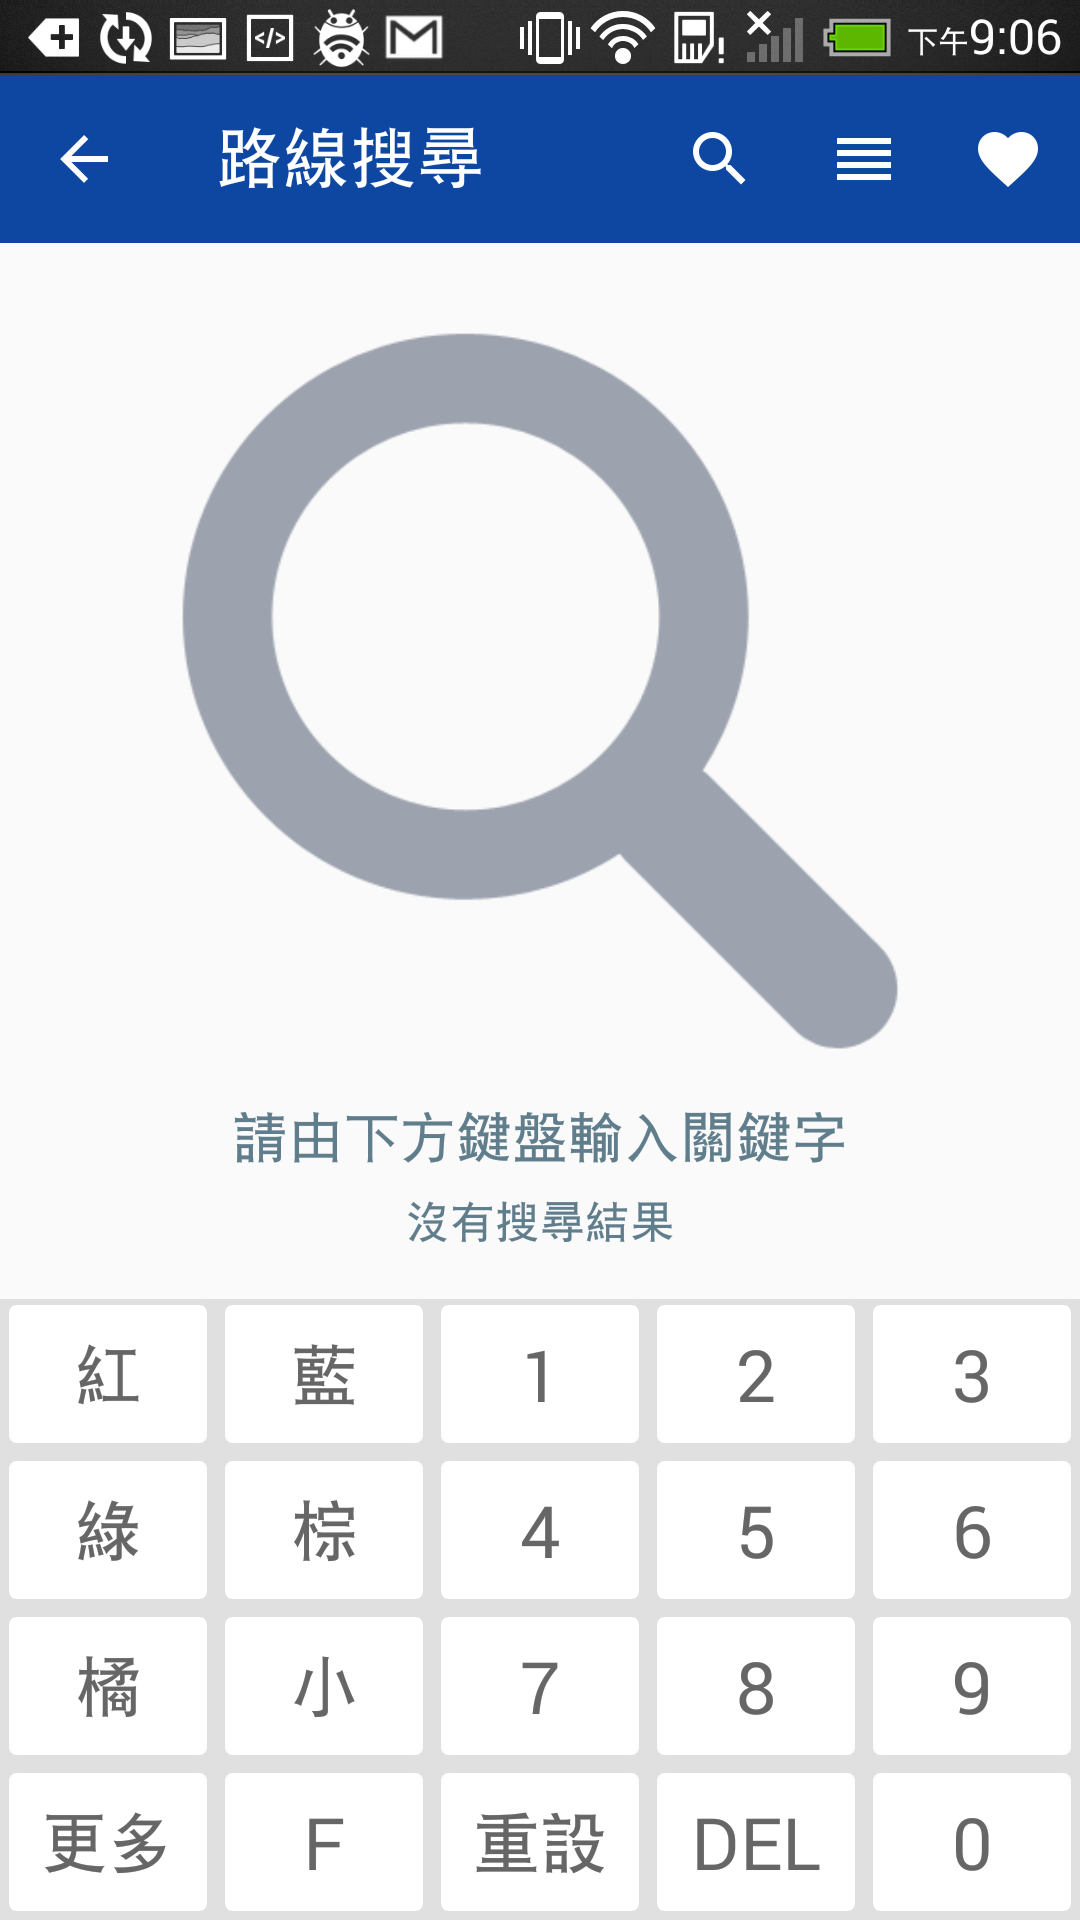 下午9:06
路線搜尋
請由下方鍵盤輸入關鍵字
沒有搜尋結果
紅 藍 1 2 3
綠 棕 4 5 6
橘 小 7 8 9
更多 F 重設 DEL 0